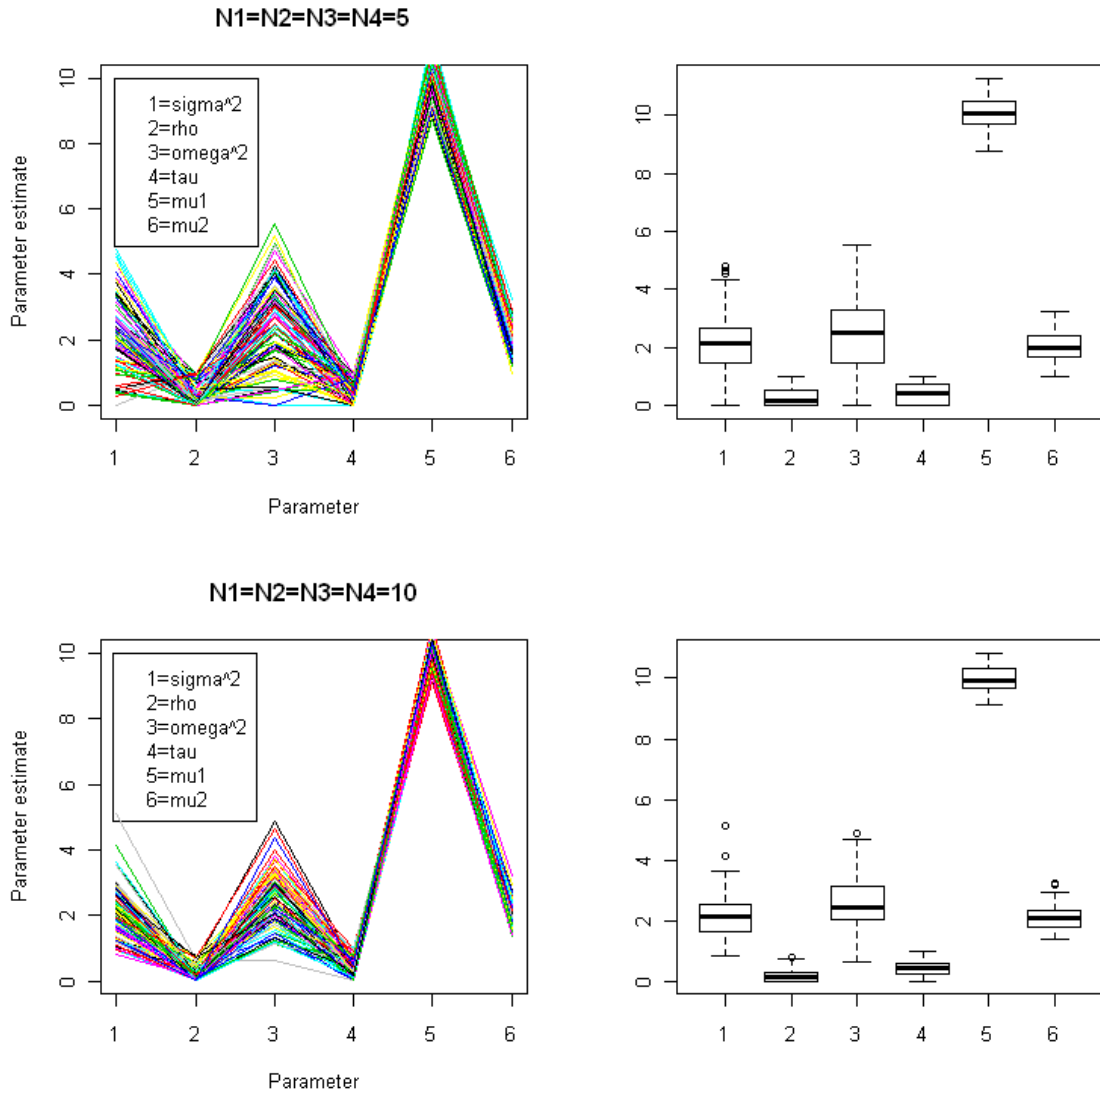 N1=N2=N3=N4=5
Parameter estimate
10
8
6
4
2
0
1=sigma^2
2=rho
3=omega^2
4=tau
5=mu1
6=mu2
1 2 3 4 5 6
Parameter
10
8
6
4
2
0
1 2 3 4 5 6
N1=N2=N3=N4=10
Parameter estimate
10
8
6
4
2
0
1=sigma^2
2=rho
3=omega^2
4=tau
5=mu1
6=mu2
1 2 3 4 5 6
Parameter
10
8
6
4
2
0
1 2 3 4 5 6